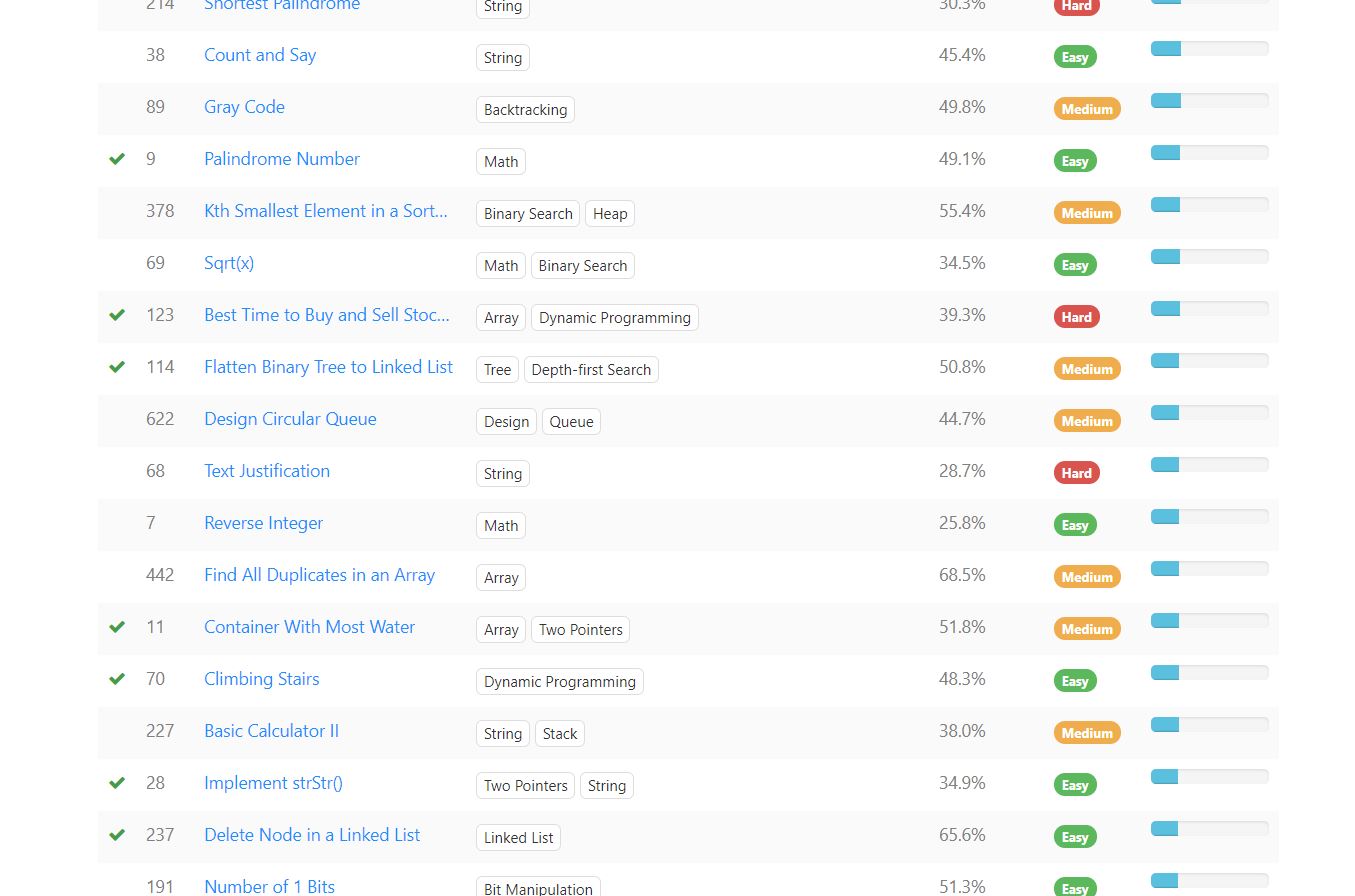 214 Shortest Palindrome String 30.3% Hard
38 Count and Say String 45.4% Easy
89 Gray Code Backtracking 49.8% Medium
9 Palindrome Number Math 49.1% Easy
378 Kth Smallest Element in a Sort... Binary Search Heap 55.4% Medium
69 Sqrt(x) Math Binary Search 34.5% Easy
123 Best Time to Buy and Sell Stoc... Array Dynamic Programming 39.3% Hard
114 Flatten Binary Tree to Linked List Tree Depth-first Search 50.8% Medium
622 Design Circular Queue Design Queue 44.7% Medium
68 Text Justification String 28.7% Hard
7 Reverse Integer Math 25.8% Easy
442 Find All Duplicates in an Array Array 68.5% Medium
11 Container With Most Water Array Two Pointers 51.8% Medium
70 Climbing Stairs Dynamic Programming 48.3% Easy
227 Basic Calculator II String Stack 38.0% Medium
28 Implement strStr() Two Pointers String 34.9% Easy
237 Delete Node in a Linked List Linked List 65.6% Easy
191 Number of 1 Bits Bit Manipulation 51.3% Easy